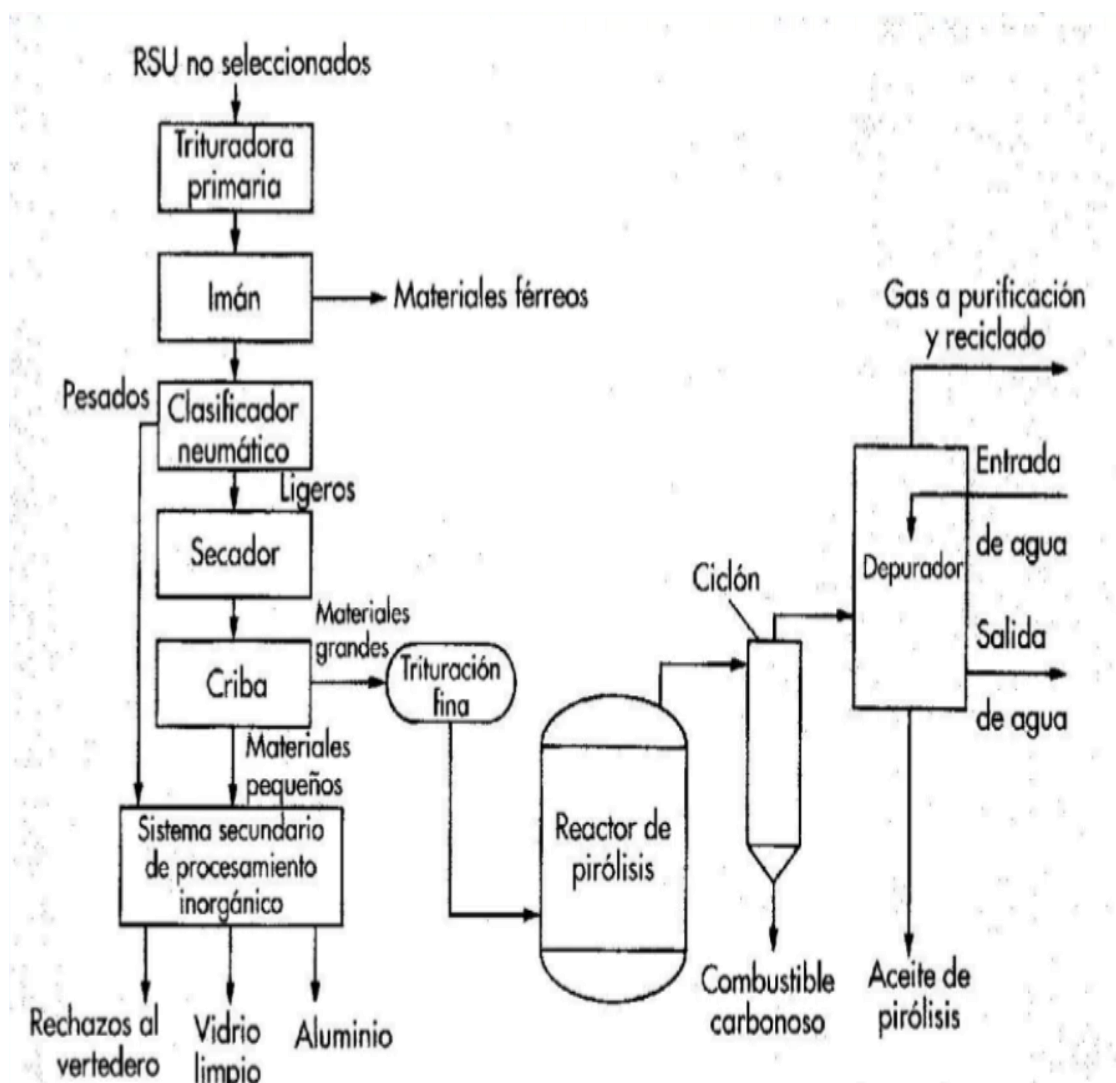 RSU no seleccionados
Trituradora
primaria
Imán
Materiales férreos
Pesados
Clasificador
neumático
Ligeros
Secador
Criba
Materiales
grandes
Trituración
fina
Materiales
pequeños
Sistema secundario
de procesamiento
inorgánico
Rechazos al
vertedero
Vidrio
limpio
Aluminio
Reactor de
pirólisis
Ciclón
Combustible
carbonoso
Gas a purificación
y reciclado
Entrada
de agua
Depurador
Salida
de agua
Aceite de
pirólisis